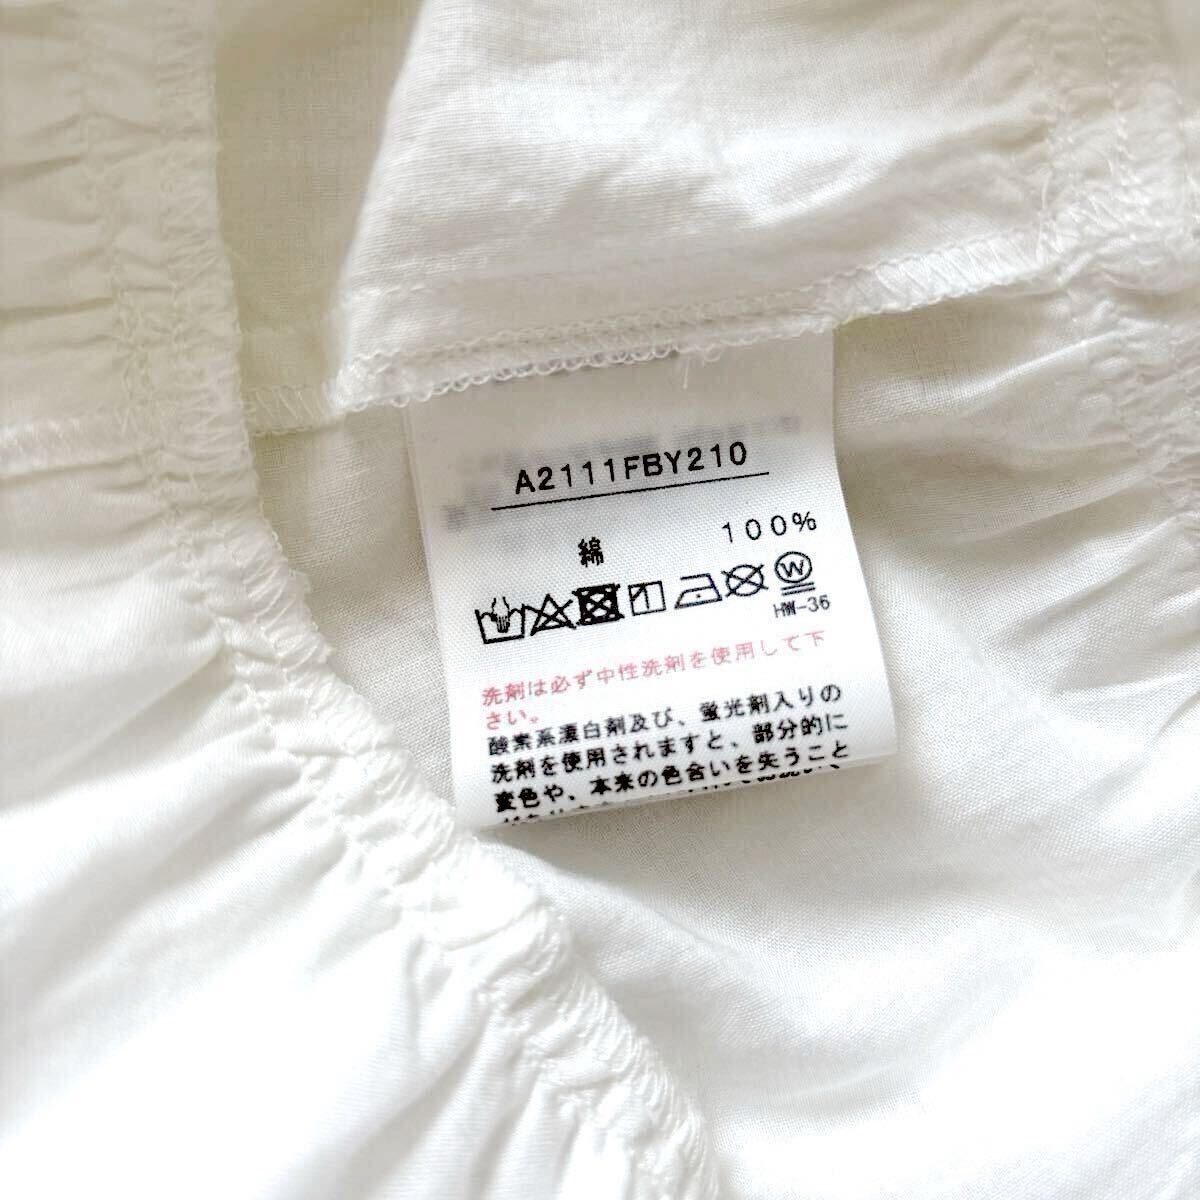 A2111FBY210
綿 100%
W
HW-36
洗剤は必ず中性洗剤を使用して下
さい。
酸素系漂白剤及び、蛍光剤入りの
洗剤を使用されますと、部分的に
変色や、本来の色合いを失うこと